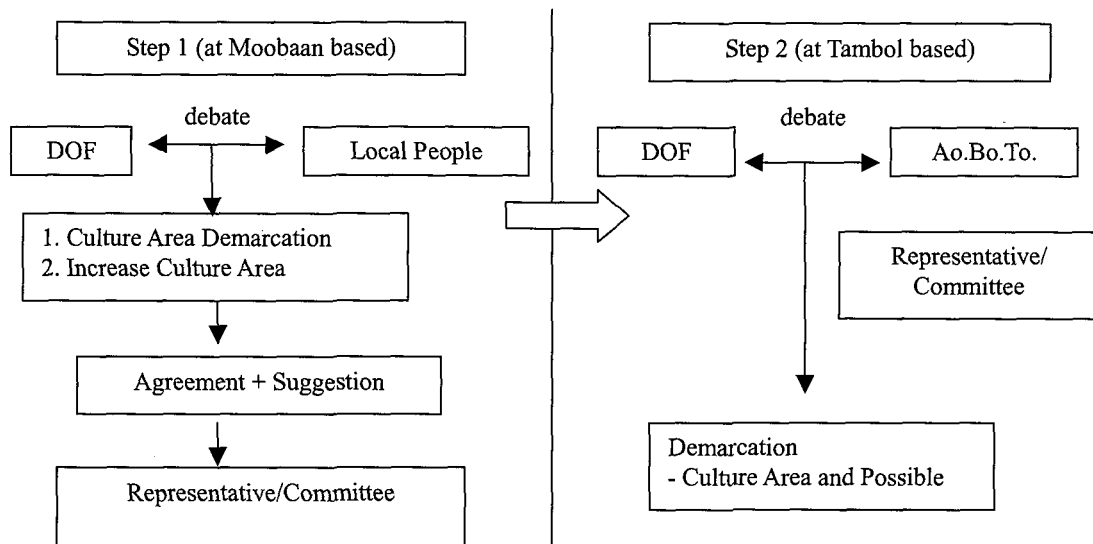 Step 1 (at Moobaan based)
debate
DOF
Local People
1. Culture Area Demarcation
2. Increase Culture Area
Agreement + Suggestion
Representative/Committee
Step 2 (at Tambol based)
debate
DOF
Ao.Bo.To.
Representative/
Committee
Demarcation
- Culture Area and Possible